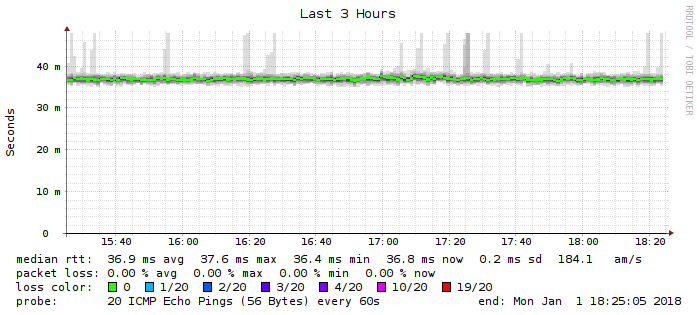 Last 3 Hours
RRDTOOL / TOBI OETIKER
Seconds
40 m
30 m
20 m
10 m
0
15:40 16:00 16:20 16:40 17:00 17:20 17:40 18:00 18:20
median rtt: 36.9 ms avg 37.6 ms max 36.4 ms min 36.8 ms now 0.2 ms sd 184.1 am/s
packet loss: 0.00 % avg 0.00 % max 0.00 % min 0.00 % now
loss color: 0 1/20 2/20 3/20 4/20 10/20 19/20
probe: 20 ICMP Echo Pings (56 Bytes) every 60s end: Mon Jan 1 18:25:05 2018